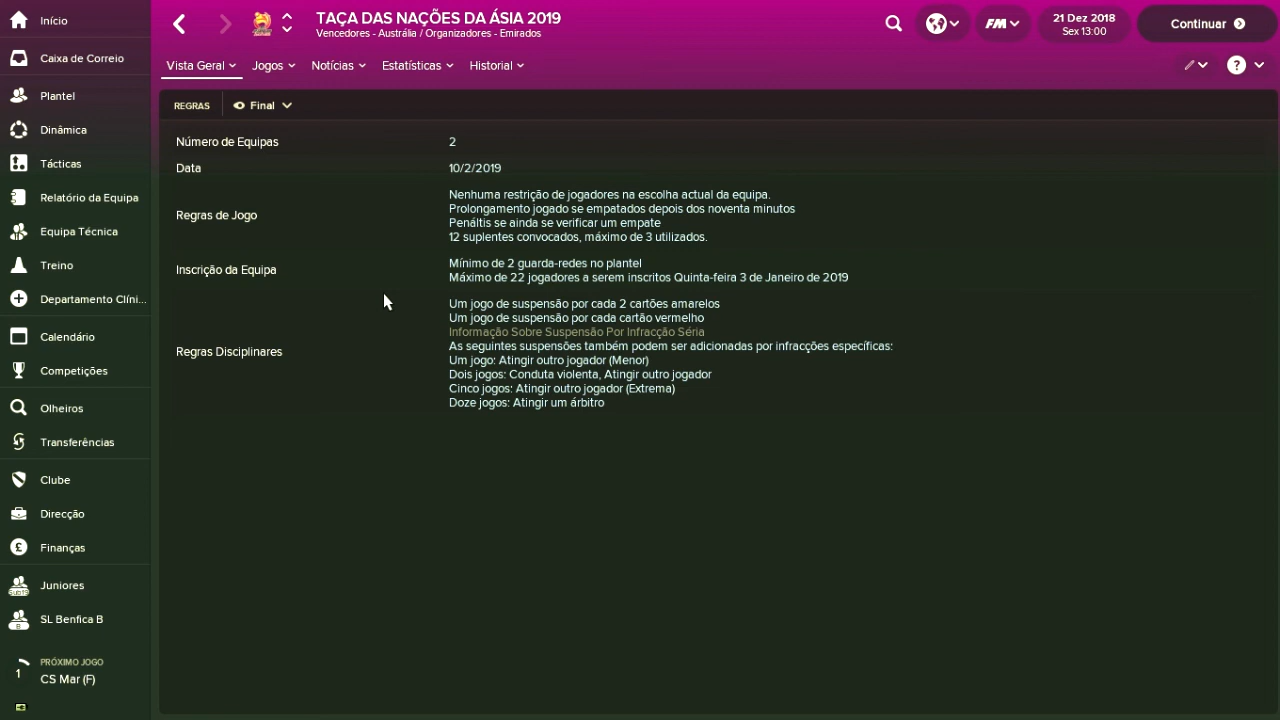 Início
Caixa de Correio
Plantel
Dinâmica
Tácticas
Relatório da Equipa
Equipa Técnica
Treino
Departamento Clíni...
Calendário
Competições
Olheiros
Transferências
Clube
Direcção
Finanças
Juniores
Sub19
SL Benfica B
B
PRÓXIMO JOGO
1
CS Mar (F)
TAÇA DAS NAÇÕES DA ÁSIA 2019
Vencedores - Austrália / Organizadores - Emirados
FM
21 Dez 2018
Sex 13:00
Continuar
Vista Geral
Jogos
Notícias
Estatísticas
Historial
?
REGRAS
Final
Número de Equipas
2
Data
10/2/2019
Regras de Jogo
Nenhuma restrição de jogadores na escolha actual da equipa.
Prolongamento jogado se empatados depois dos noventa minutos
Penáltis se ainda se verificar um empate
12 suplentes convocados, máximo de 3 utilizados.
Inscrição da Equipa
Mínimo de 2 guarda-redes no plantel
Máximo de 22 jogadores a serem inscritos Quinta-feira 3 de Janeiro de 2019
Regras Disciplinares
Um jogo de suspensão por cada 2 cartões amarelos
Um jogo de suspensão por cada cartão vermelho
Informação Sobre Suspensão Por Infracção Séria
As seguintes suspensões também podem ser adicionadas por infracções específicas:
Um jogo: Atingir outro jogador (Menor)
Dois jogos: Conduta violenta, Atingir outro jogador
Cinco jogos: Atingir outro jogador (Extrema)
Doze jogos: Atingir um árbitro